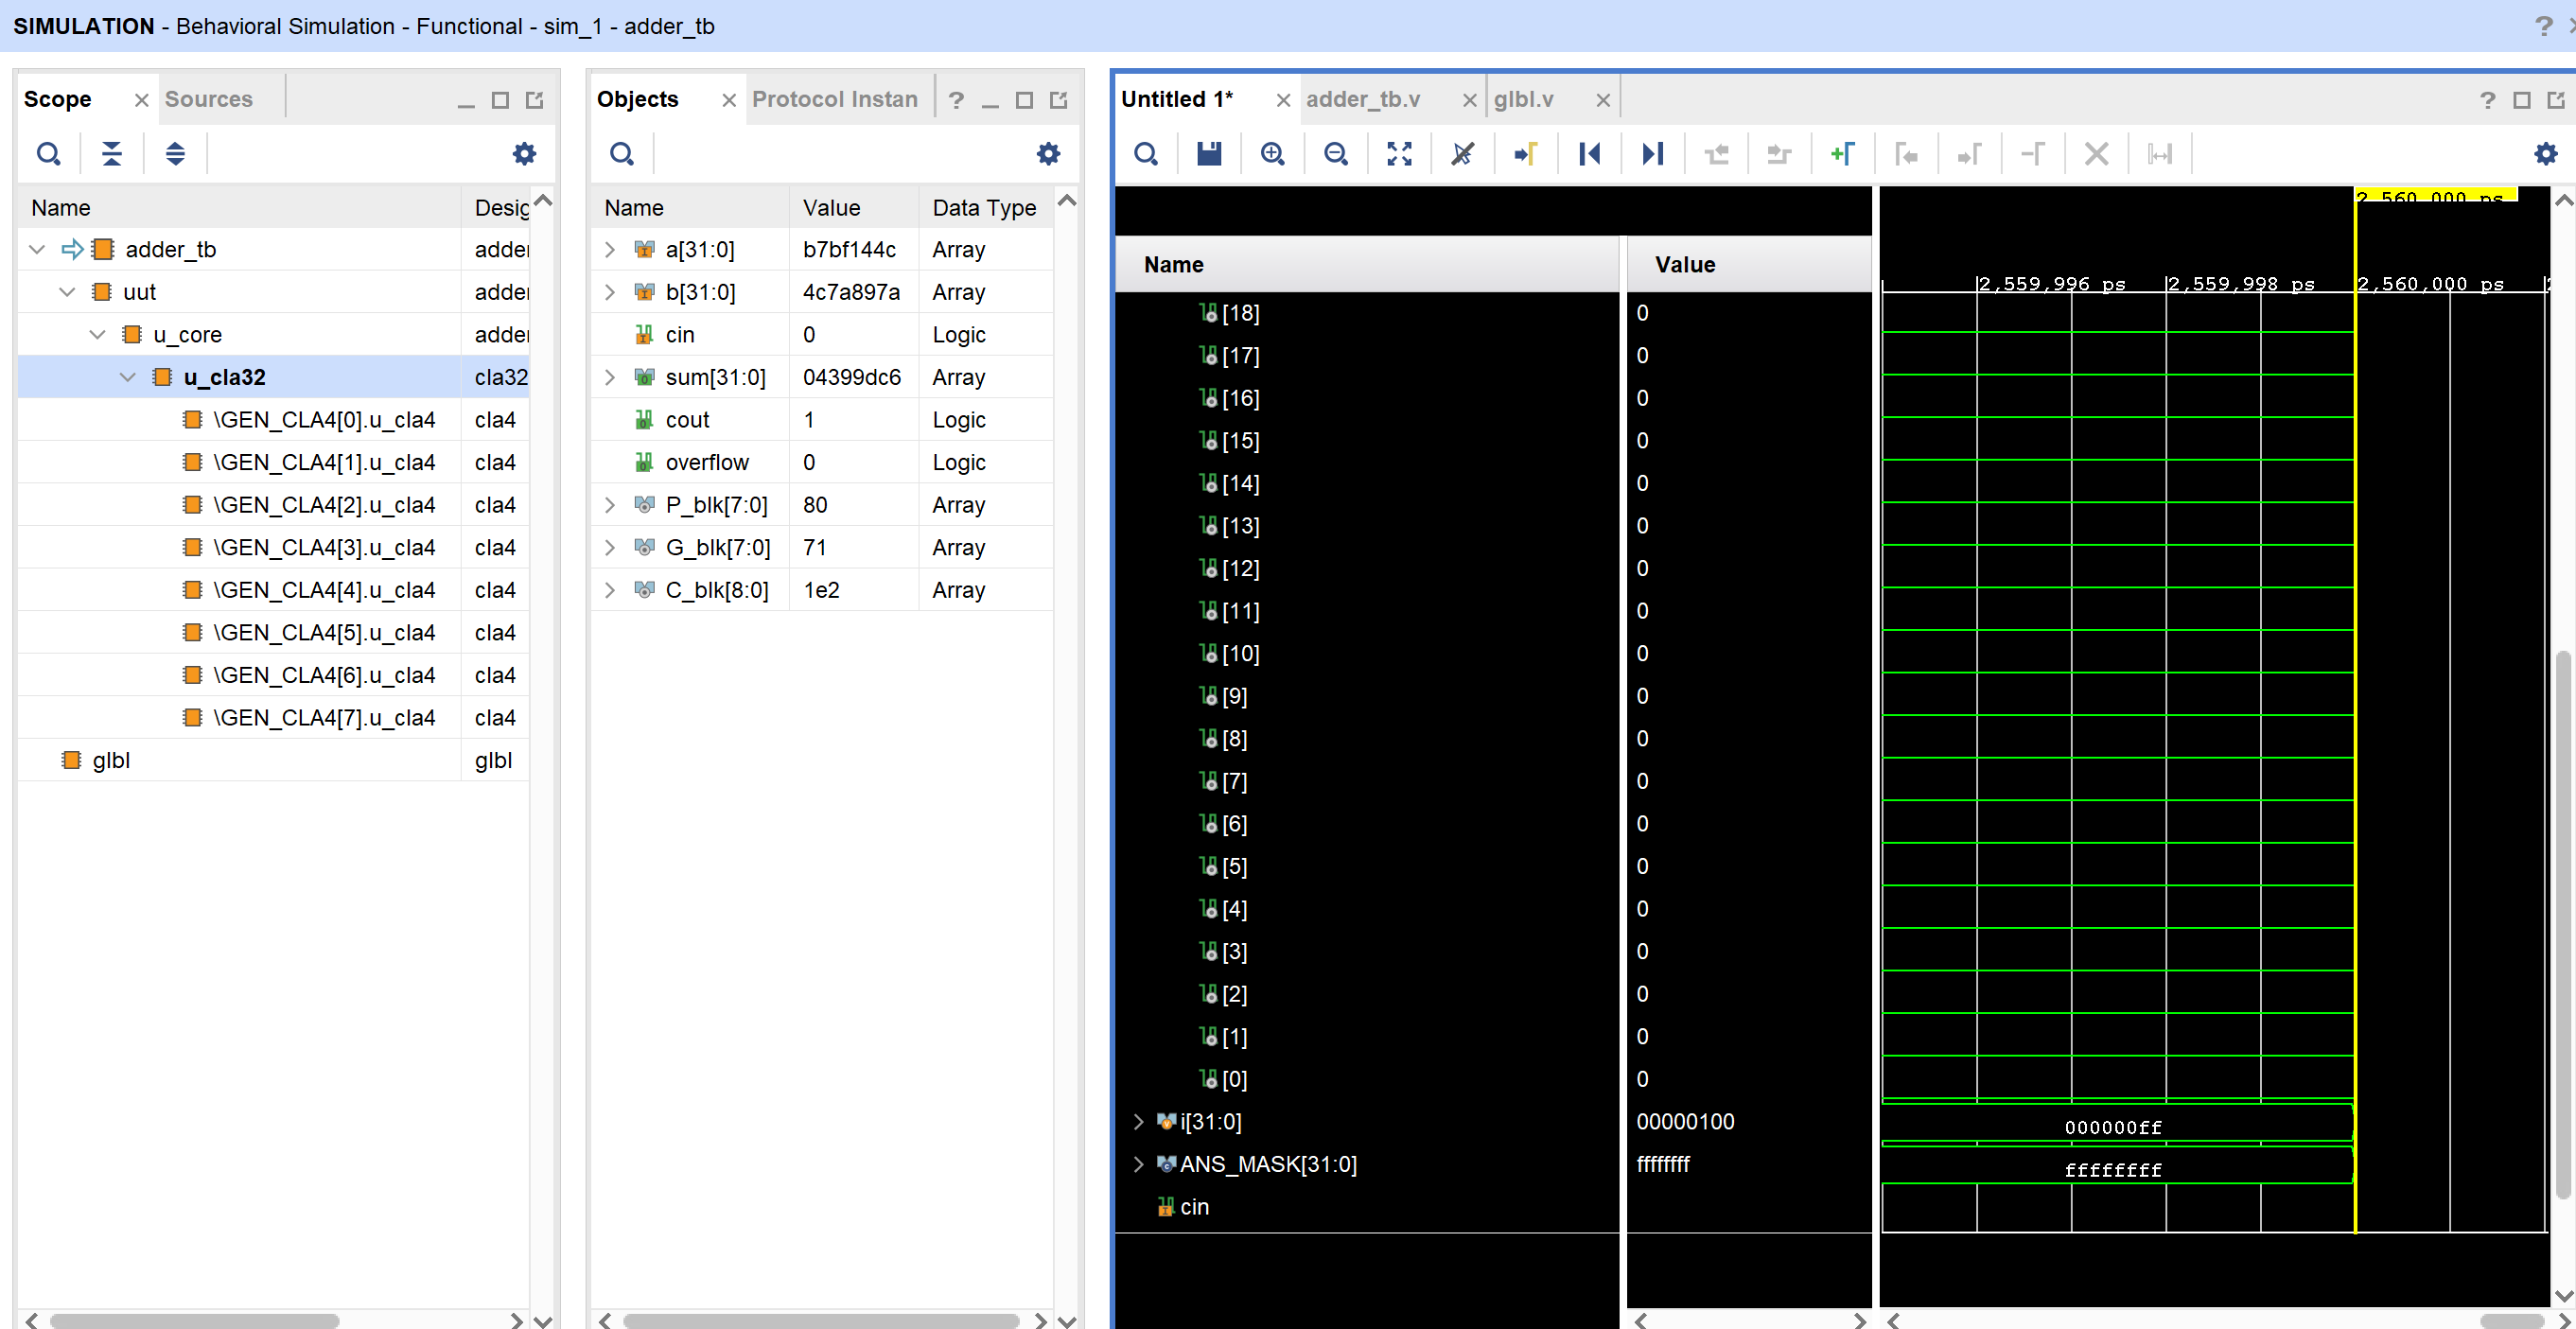 SIMULATION - Behavioral Simulation - Functional - sim_1 - adder_tb
?
Scope
Sources
Name
Desig
adder_tb
adder
uut
adder
u_core
adder
u_cla32
cla32
\GEN_CLA4[0].u_cla4
cla4
\GEN_CLA4[1].u_cla4
cla4
\GEN_CLA4[2].u_cla4
cla4
\GEN_CLA4[3].u_cla4
cla4
\GEN_CLA4[4].u_cla4
cla4
\GEN_CLA4[5].u_cla4
cla4
\GEN_CLA4[6].u_cla4
cla4
\GEN_CLA4[7].u_cla4
cla4
glbl
glbl
Objects
Protocol Instan
?
Name Value Data Type
a[31:0] b7bf144c Array
b[31:0] 4c7a897a Array
cin 0 Logic
sum[31:0] 04399dc6 Array
cout 1 Logic
overflow 0 Logic
P_blk[7:0] 80 Array
G_blk[7:0] 71 Array
C_blk[8:0] 1e2 Array
Untitled 1*
adder_tb.v
glbl.v
?
2,560,000 ps
Name Value
2,559,996 ps 2,559,998 ps 2,560,000 ps
[18] 0
[17] 0
[16] 0
[15] 0
[14] 0
[13] 0
[12] 0
[11] 0
[10] 0
[9] 0
[8] 0
[7] 0
[6] 0
[5] 0
[4] 0
[3] 0
[2] 0
[1] 0
[0] 0
i[31:0] 00000100 000000ff
ANS_MASK[31:0] ffffffff ffffffff
cin